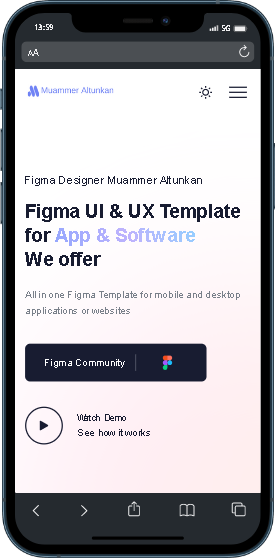 13:59
5G
AA
Muammer Altunkan
Figma Designer Muammer Altunkan
Figma UI & UX Template
for App & Software
We offer
All in one Figma Template for mobile and desktop
applications or websites
Figma Community
Watch Demo
See how it works